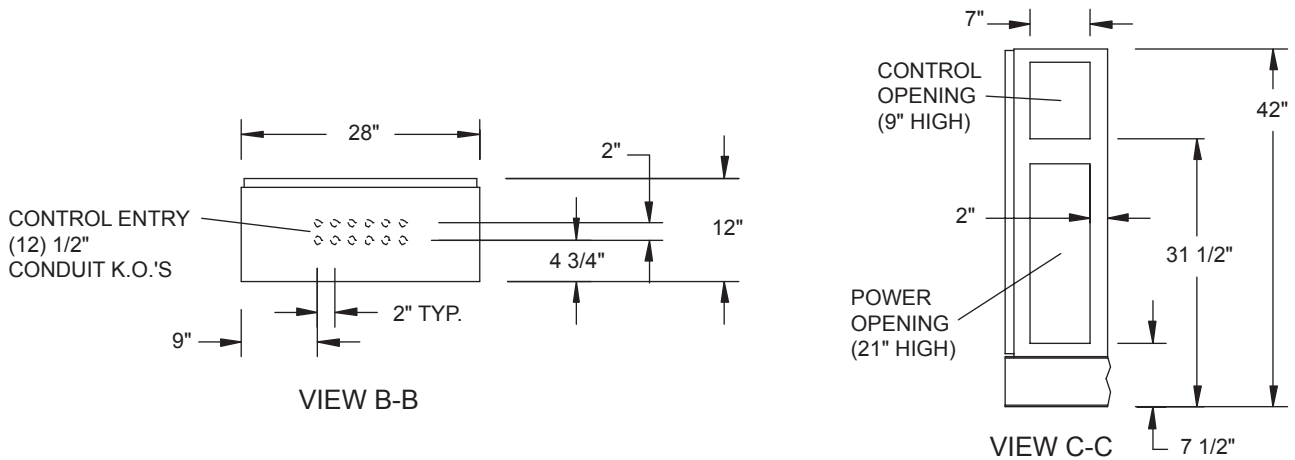 28"
2"
12"
CONTROL ENTRY
(12) 1/2"
CONDUIT K.O.'S
4 3/4"
2" TYP.
9"
VIEW B-B
7"
CONTROL
OPENING
(9" HIGH)
42"
2"
31 1/2"
POWER
OPENING
(21" HIGH)
VIEW C-C
7 1/2"